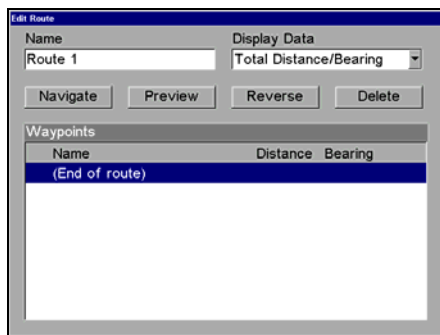 Edit Route
Name Display Data
Route 1 Total Distance/Bearing
Navigate Preview Reverse Delete
Waypoints
Name Distance Bearing
(End of route)